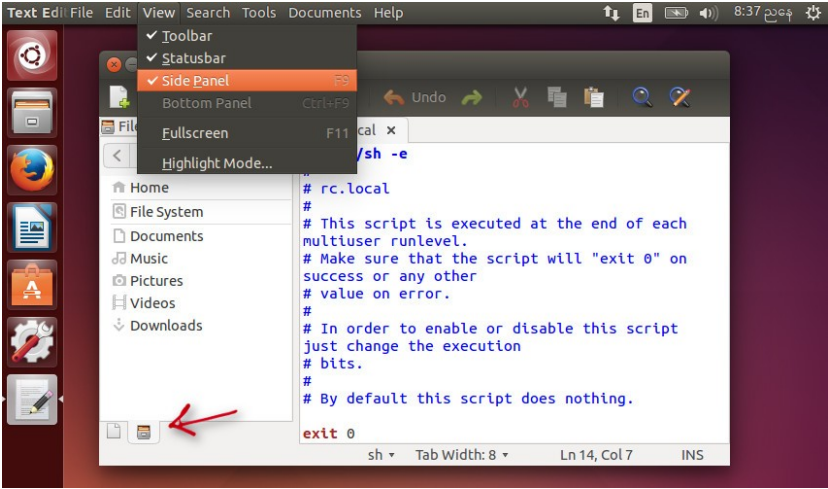 Text Edi File Edit View Search Tools Documents Help En 8:37 ညနေ
Toolbar
Statusbar
Side Panel F9
Bottom Panel Ctrl+F9
Fullscreen F11
Highlight Mode...
Undo
File
cal ×
Home
File System
Documents
Music
Pictures
Videos
Downloads
/sh -e
#
# rc.local
#
# This script is executed at the end of each
multiuser runlevel.
# Make sure that the script will "exit 0" on
success or any other
# value on error.
#
# In order to enable or disable this script
just change the execution
# bits.
#
# By default this script does nothing.
exit 0
sh Tab Width: 8 Ln 14, Col 7 INS